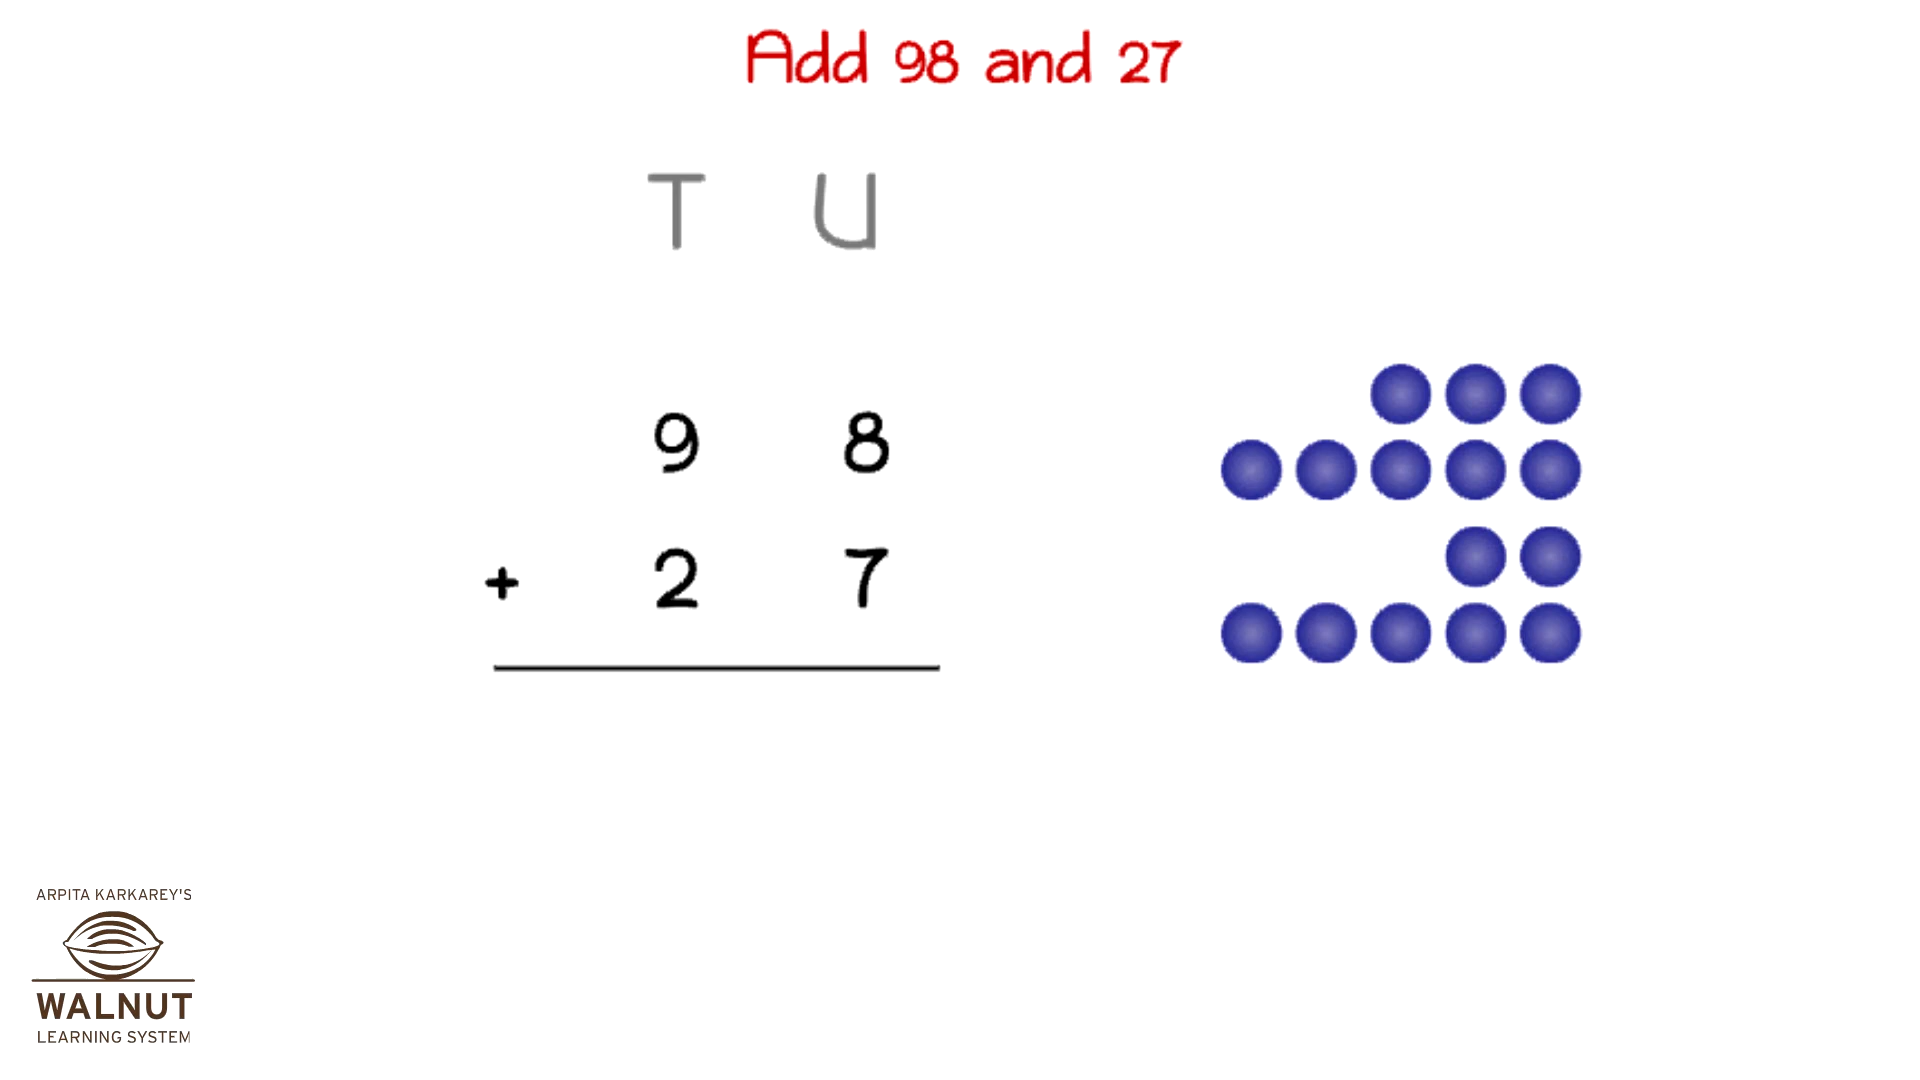 Add 98 and 27
T U
9 8
+ 2 7
ARPITA KARKAREY'S
WALNUT
LEARNING SYSTEM